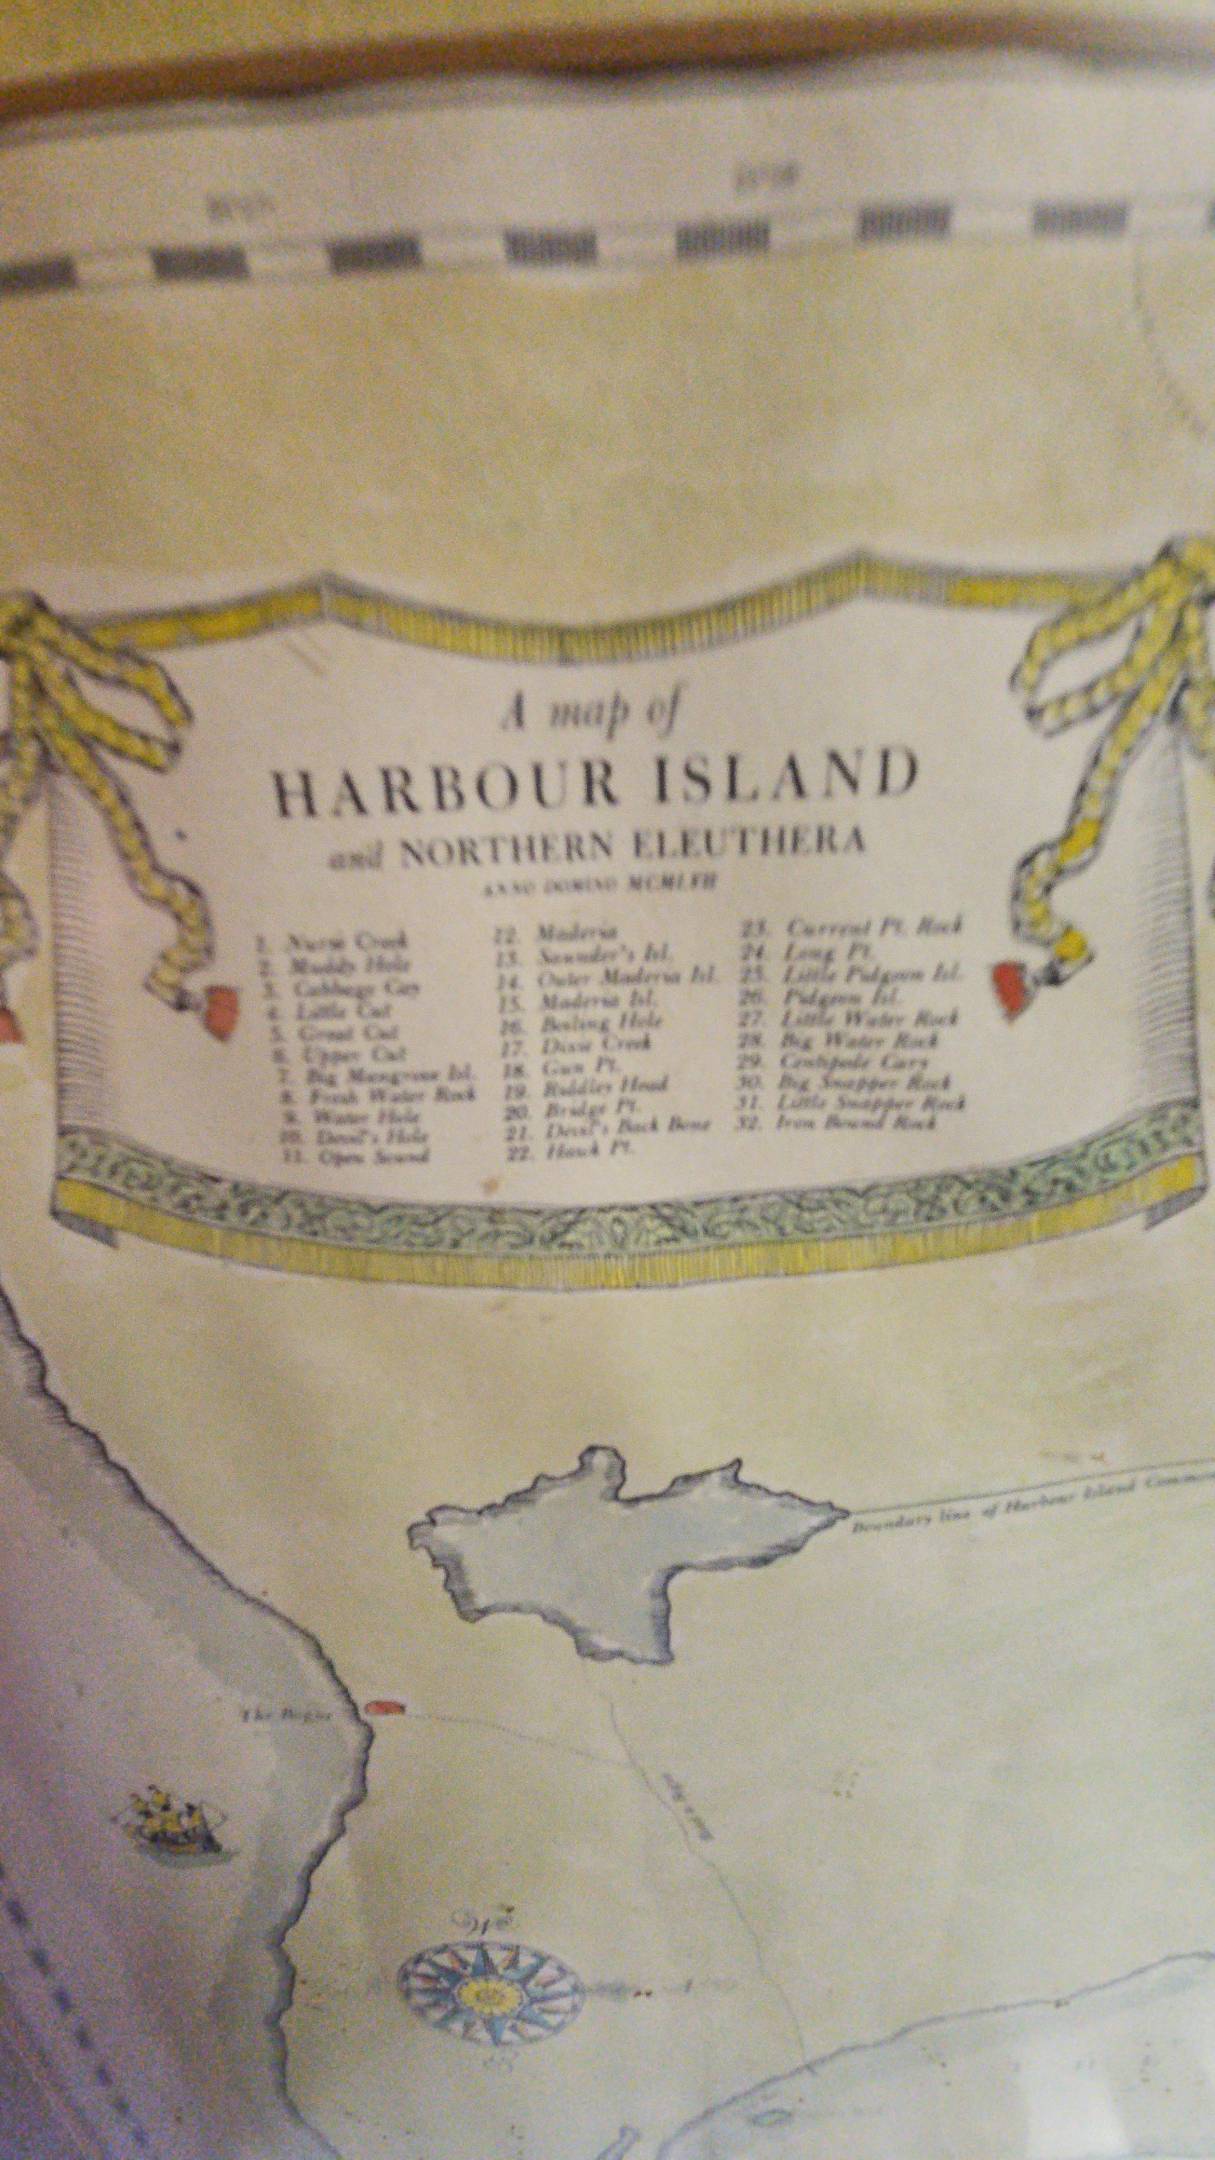 A map of
HARBOUR ISLAND
and NORTHERN ELEUTHERA
ANNO DOMINO MCMLVII
1. Nurse Creek
2. Muddy Hole
3. Cabbage Cay
4. Little Cut
5. Great Cut
6. Upper Cut
7. Big Mangrove Isl.
8. Fresh Water Rock
9. Water Hole
10. Devil's Hole
11. Open Sound
12. Maderia
13. Saunder's Isl.
14. Outer Maderia Isl.
15. Maderia Isl.
16. Boiling Hole
17. Dixie Creek
18. Gun Pt.
19. Riddles Head
20. Bridge Pt.
21. Devil's Back Bone
22. Hawk Pt.
23. Current Pt. Rock
24. Long Pt.
25. Little Pidgeon Isl.
26. Pidgeon Isl.
27. Little Water Rock
28. Big Water Rock
29. Centipede Cays
30. Big Snapper Rock
31. Little Snapper Rock
32. Iron Bound Rock
Boundary line of Harbour Island
The Bogue